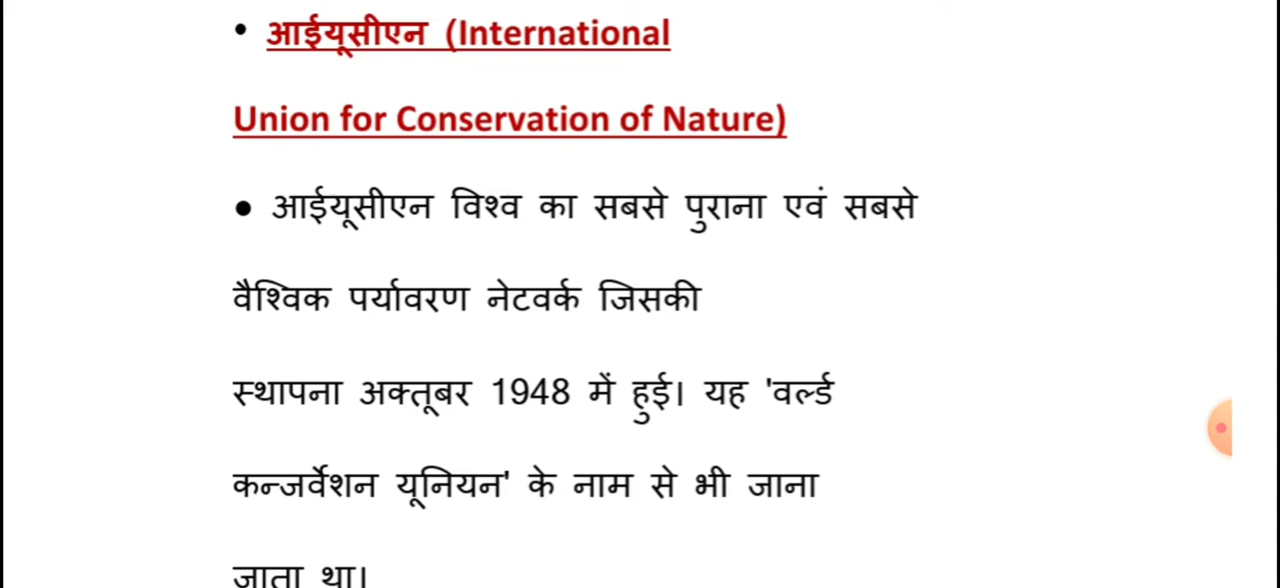 • आईयूसीएन (International
Union for Conservation of Nature)
● आईयूसीएन विश्व का सबसे पुराना एवं सबसे
वैश्विक पर्यावरण नेटवर्क जिसकी
स्थापना अक्तूबर 1948 में हुई। यह 'वर्ल्ड
कन्जर्वेशन यूनियन' के नाम से भी जाना
जाता था।